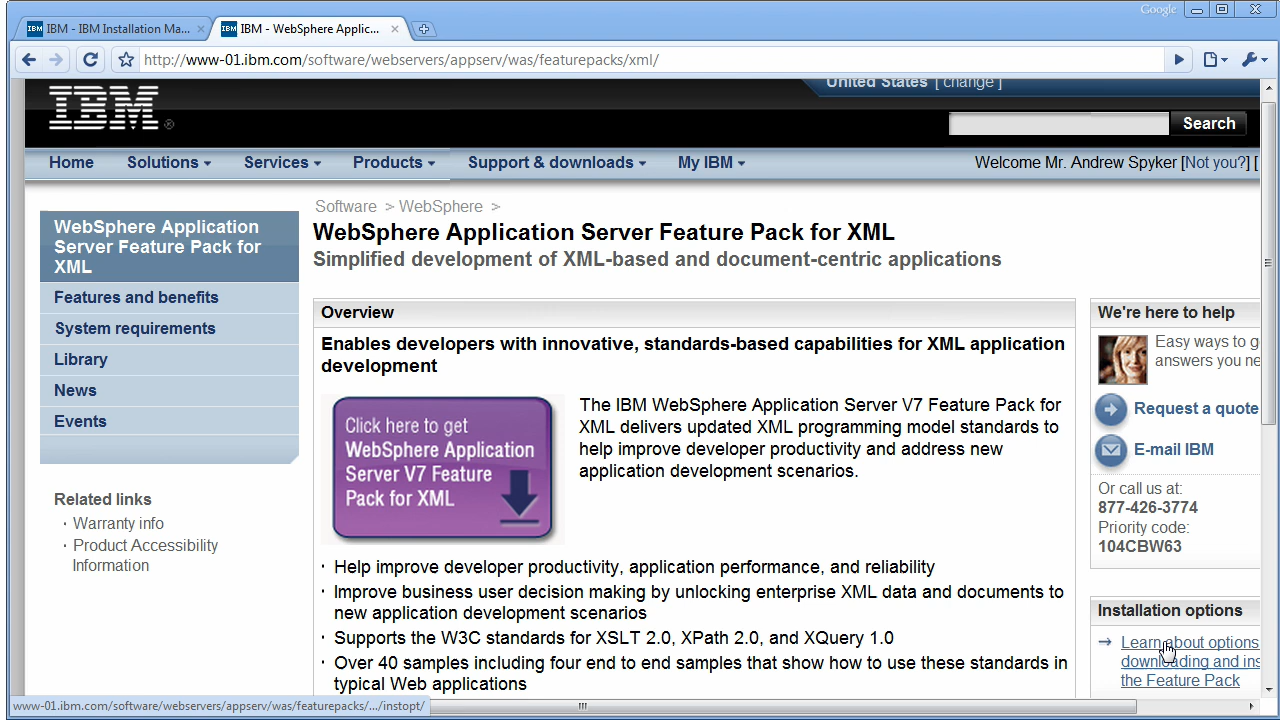 Google
IBM - IBM Installation Ma...
IBM - WebSphere Applic...
http://www-01.ibm.com/software/webservers/appserv/was/featurepacks/xml/
United States [ change ]
IBM
Search
Home
Solutions
Services
Products
Support & downloads
My IBM
Welcome Mr. Andrew Spyker [Not you?] [
WebSphere Application
Server Feature Pack for
XML
Features and benefits
System requirements
Library
News
Events
Related links
· Warranty info
· Product Accessibility
Information
Software > WebSphere >
WebSphere Application Server Feature Pack for XML
Simplified development of XML-based and document-centric applications
Overview
Enables developers with innovative, standards-based capabilities for XML application
development
Click here to get
WebSphere Application
Server V7 Feature
Pack for XML
The IBM WebSphere Application Server V7 Feature Pack for
XML delivers updated XML programming model standards to
help improve developer productivity and address new
application development scenarios.
· Help improve developer productivity, application performance, and reliability
· Improve business user decision making by unlocking enterprise XML data and documents to
new application development scenarios
· Supports the W3C standards for XSLT 2.0, XPath 2.0, and XQuery 1.0
· Over 40 samples including four end to end samples that show how to use these standards in
typical Web applications
We're here to help
Easy ways to g
answers you ne
Request a quote
E-mail IBM
Or call us at:
877-426-3774
Priority code:
104CBW63
Installation options
Learn about options
downloading and ins
the Feature Pack
www-01.ibm.com/software/webservers/appserv/was/featurepacks/.../instopt/